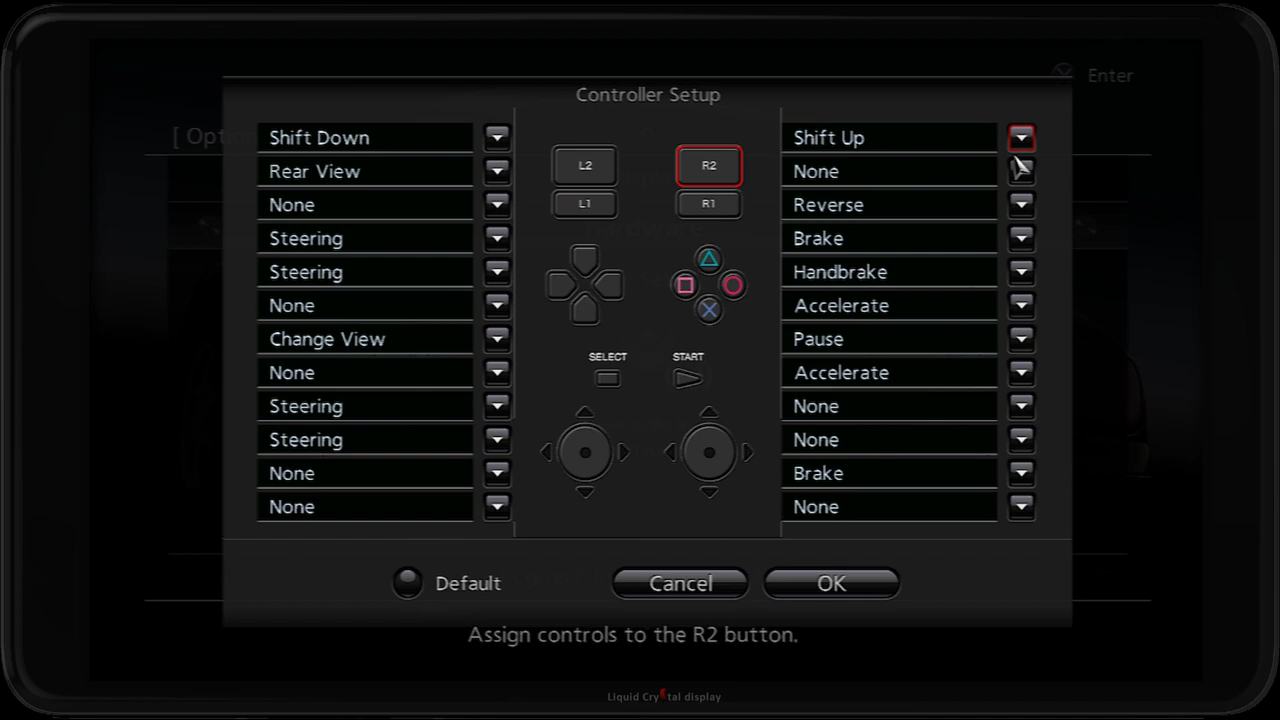 Enter
Controller Setup
[ Opti
Shift Down
Rear View
None
Steering
Steering
None
Change View
None
Steering
Steering
None
None
L2
R2
L1
R1
SELECT
START
Shift Up
None
Reverse
Brake
Handbrake
Accelerate
Pause
Accelerate
None
None
Brake
None
Default
Cancel
OK
Assign controls to the R2 button.
Liquid Crystal display